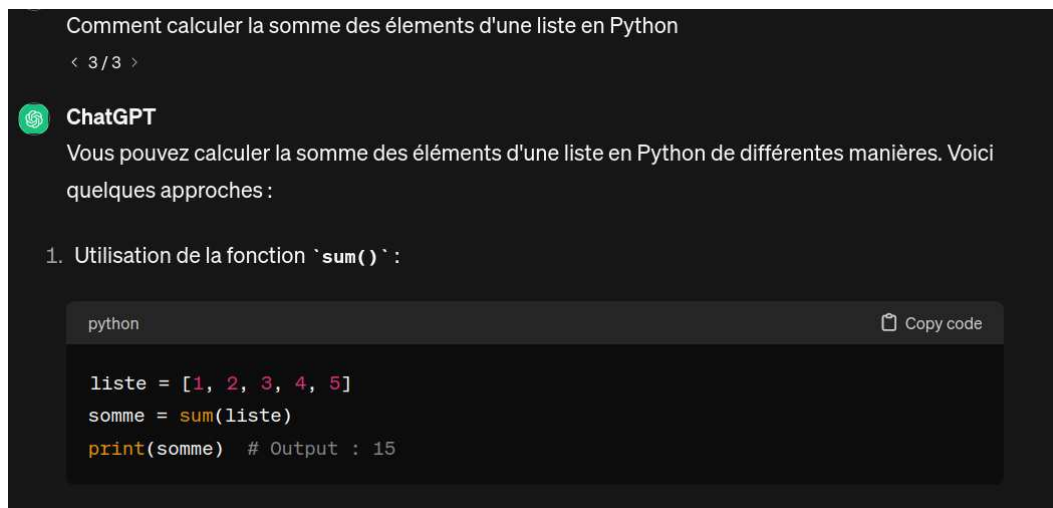 Comment calculer la somme des élements d'une liste en Python
< 3/3 >
ChatGPT
Vous pouvez calculer la somme des éléments d'une liste en Python de différentes manières. Voici
quelques approches :
1. Utilisation de la fonction `sum()` :
python Copy code
liste = [1, 2, 3, 4, 5]
somme = sum(liste)
print(somme)  # Output : 15